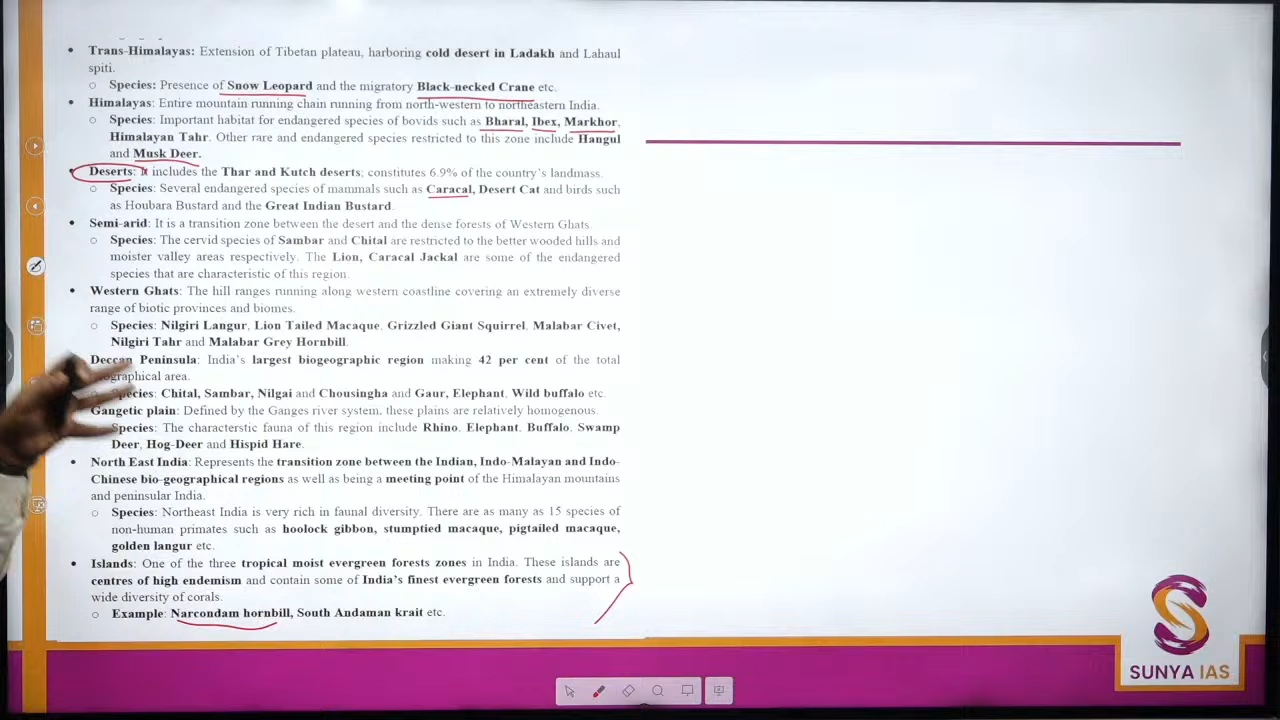 • Trans-Himalayas: Extension of Tibetan plateau, harboring cold desert in Ladakh and Lahaul
spiti.
o Species: Presence of Snow Leopard and the migratory Black-necked Crane etc.
• Himalayas: Entire mountain running chain running from north-western to northeastern India.
o Species: Important habitat for endangered species of bovids such as Bharal, Ibex, Markhor,
Himalayan Tahr. Other rare and endangered species restricted to this zone include Hangul
and Musk Deer.
• Deserts: It includes the Thar and Kutch deserts; constitutes 6.9% of the country's landmass.
o Species: Several endangered species of mammals such as Caracal, Desert Cat and birds such
as Houbara Bustard and the Great Indian Bustard.
• Semi-arid: It is a transition zone between the desert and the dense forests of Western Ghats.
o Species: The cervid species of Sambar and Chital are restricted to the better wooded hills and
moister valley areas respectively. The Lion, Caracal Jackal are some of the endangered
species that are characteristic of this region.
• Western Ghats: The hill ranges running along western coastline covering an extremely diverse
range of biotic provinces and biomes.
o Species: Nilgiri Langur, Lion Tailed Macaque, Grizzled Giant Squirrel, Malabar Civet,
Nilgiri Tahr and Malabar Grey Hornbill.
Deccan Peninsula: India's largest biogeographic region making 42 per cent of the total
geographical area.
Species: Chital, Sambar, Nilgai and Chousingha and Gaur, Elephant, Wild buffalo etc.
Gangetic plain: Defined by the Ganges river system, these plains are relatively homogenous.
Species: The characterstic fauna of this region include Rhino, Elephant, Buffalo, Swamp
Deer, Hog-Deer and Hispid Hare.
• North East India: Represents the transition zone between the Indian, Indo-Malayan and Indo-
Chinese bio-geographical regions as well as being a meeting point of the Himalayan mountains
and peninsular India.
o Species: Northeast India is very rich in faunal diversity. There are as many as 15 species of
non-human primates such as hoolock gibbon, stumptied macaque, pigtailed macaque,
golden langur etc.
• Islands: One of the three tropical moist evergreen forests zones in India. These islands are
centres of high endemism and contain some of India's finest evergreen forests and support a
wide diversity of corals.
o Example: Narcondam hornbill, South Andaman krait etc.
SUNYA IAS